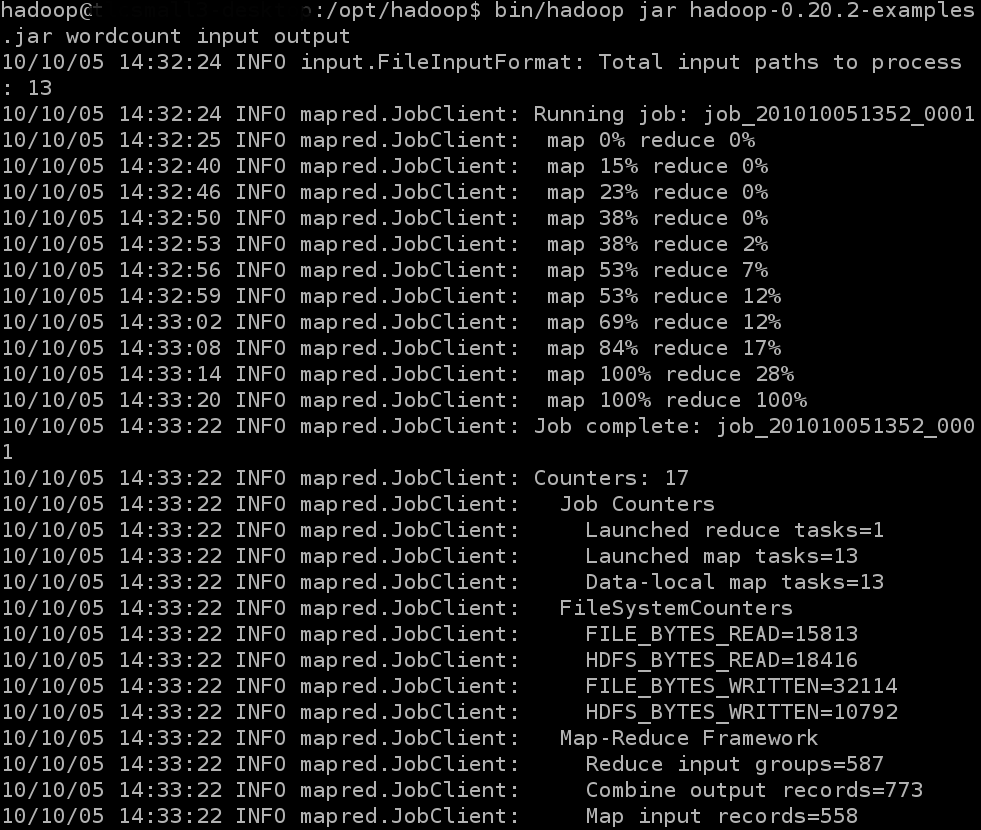 hadoop@ :/opt/hadoop$ bin/hadoop jar hadoop-0.20.2-examples
.jar wordcount input output
10/10/05 14:32:24 INFO input.FileInputFormat: Total input paths to process
: 13
10/10/05 14:32:24 INFO mapred.JobClient: Running job: job_201010051352_0001
10/10/05 14:32:25 INFO mapred.JobClient:  map 0% reduce 0%
10/10/05 14:32:40 INFO mapred.JobClient:  map 15% reduce 0%
10/10/05 14:32:46 INFO mapred.JobClient:  map 23% reduce 0%
10/10/05 14:32:50 INFO mapred.JobClient:  map 38% reduce 0%
10/10/05 14:32:53 INFO mapred.JobClient:  map 38% reduce 2%
10/10/05 14:32:56 INFO mapred.JobClient:  map 53% reduce 7%
10/10/05 14:32:59 INFO mapred.JobClient:  map 53% reduce 12%
10/10/05 14:33:02 INFO mapred.JobClient:  map 69% reduce 12%
10/10/05 14:33:08 INFO mapred.JobClient:  map 84% reduce 17%
10/10/05 14:33:14 INFO mapred.JobClient:  map 100% reduce 28%
10/10/05 14:33:20 INFO mapred.JobClient:  map 100% reduce 100%
10/10/05 14:33:22 INFO mapred.JobClient: Job complete: job_201010051352_000
1
10/10/05 14:33:22 INFO mapred.JobClient: Counters: 17
10/10/05 14:33:22 INFO mapred.JobClient:   Job Counters
10/10/05 14:33:22 INFO mapred.JobClient:     Launched reduce tasks=1
10/10/05 14:33:22 INFO mapred.JobClient:     Launched map tasks=13
10/10/05 14:33:22 INFO mapred.JobClient:     Data-local map tasks=13
10/10/05 14:33:22 INFO mapred.JobClient:   FileSystemCounters
10/10/05 14:33:22 INFO mapred.JobClient:     FILE_BYTES_READ=15813
10/10/05 14:33:22 INFO mapred.JobClient:     HDFS_BYTES_READ=18416
10/10/05 14:33:22 INFO mapred.JobClient:     FILE_BYTES_WRITTEN=32114
10/10/05 14:33:22 INFO mapred.JobClient:     HDFS_BYTES_WRITTEN=10792
10/10/05 14:33:22 INFO mapred.JobClient:   Map-Reduce Framework
10/10/05 14:33:22 INFO mapred.JobClient:     Reduce input groups=587
10/10/05 14:33:22 INFO mapred.JobClient:     Combine output records=773
10/10/05 14:33:22 INFO mapred.JobClient:     Map input records=558